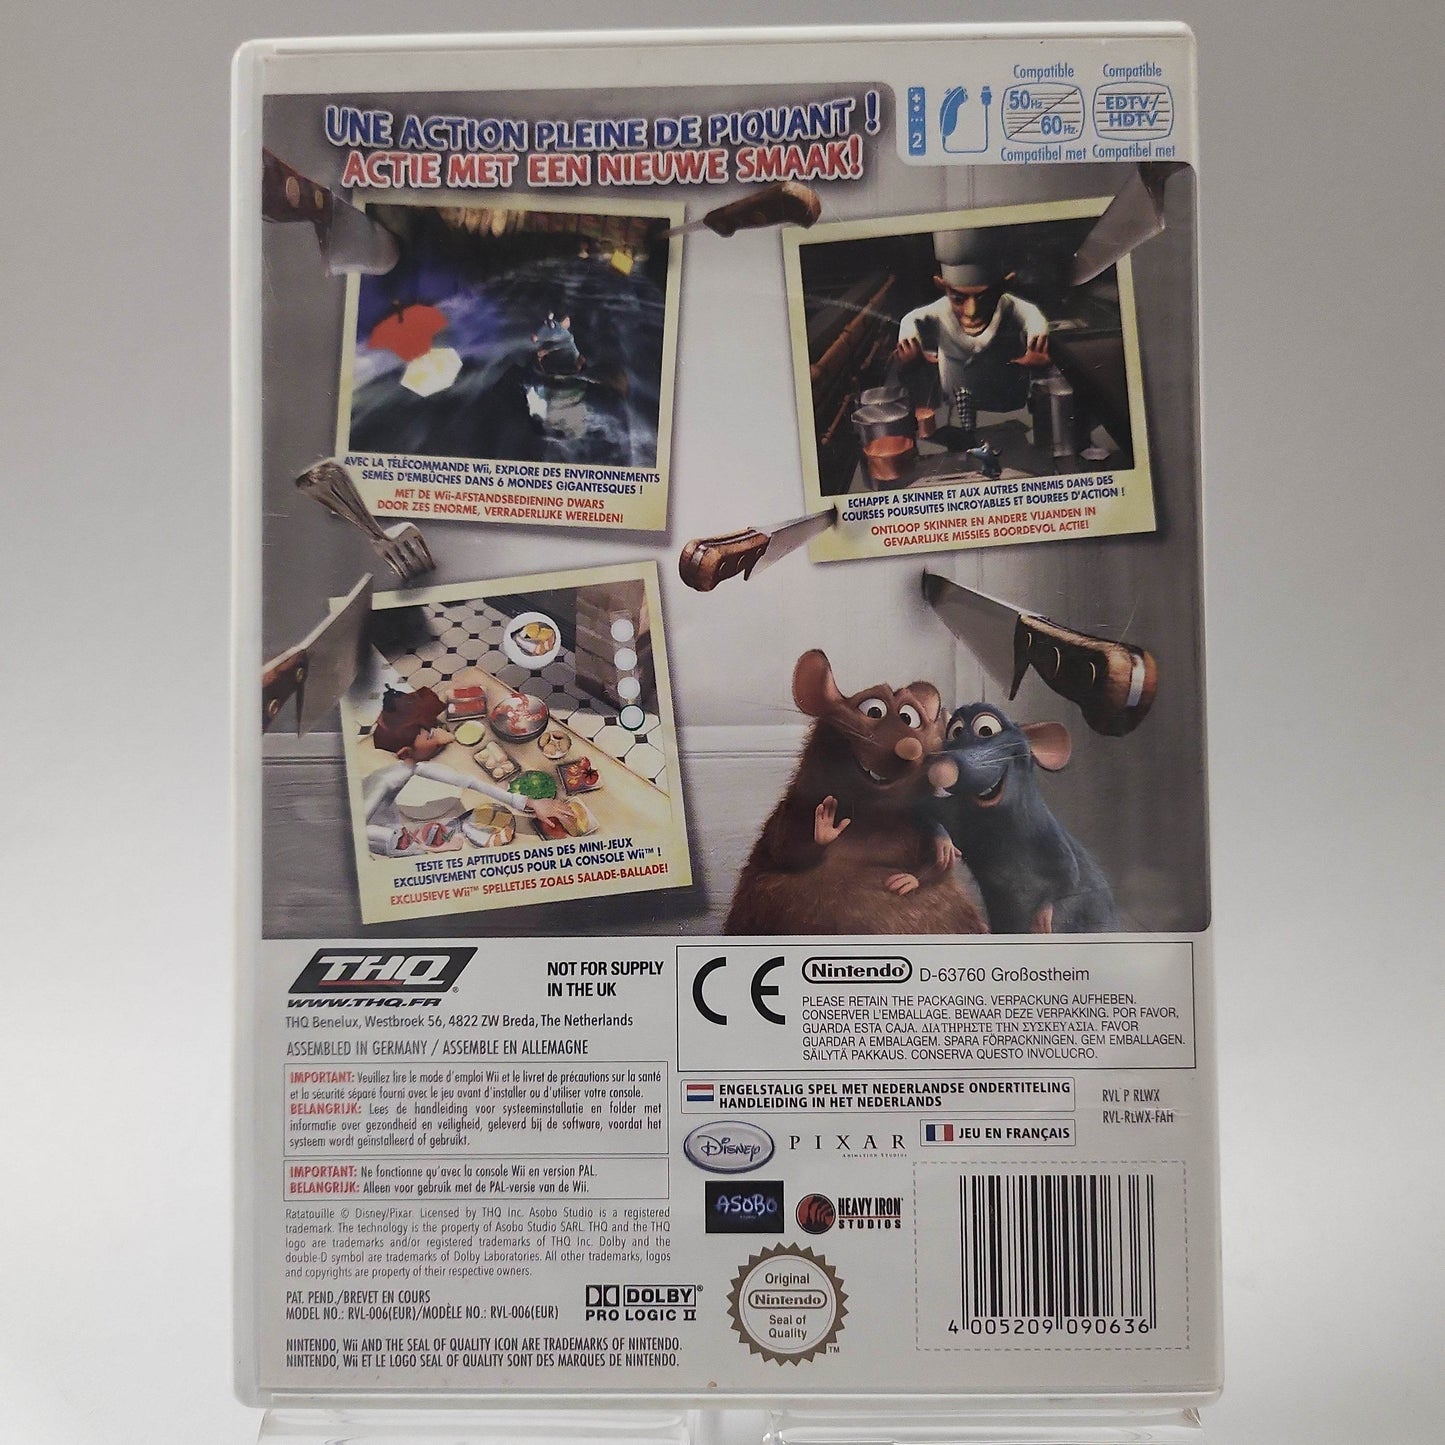 UNE ACTION PLEINE DE PIQUANT !
ACTIE MET EEN NIEUWE SMAAK!
2
Compatible
50Hz
60Hz
Compatibel met
Compatible
EDTV/
HDTV
Compatibel met
AVEC LA TÉLÉCOMMANDE Wii, EXPLORE DES ENVIRONNEMENTS
SEMÉS D'EMBÛCHES DANS 6 MONDES GIGANTESQUES !
MET DE Wii-AFSTANDSBEDIENING DWARS
DOOR ZES ENORME, VERRADERLIJKE WERELDEN!
ECHAPPE A SKINNER ET AUX AUTRES ENNEMIS DANS DES
COURSES POURSUITES INCROYABLES ET BOUREES D'ACTION !
ONTLOOP SKINNER EN ANDERE VIJANDEN IN
GEVAARLIJKE MISSIES BOORDEVOL ACTIE!
TESTE TES APTITUDES DANS DES MINI-JEUX
EXCLUSIVEMENT CONÇUS POUR LA CONSOLE Wii™ !
EXCLUSIEVE Wii™ SPELLETJES ZOALS SALADE-BALLADE!
THQ®
WWW.THQ.FR
NOT FOR SUPPLY
IN THE UK
THQ Benelux, Westbroek 56, 4822 ZW Breda, The Netherlands
ASSEMBLED IN GERMANY / ASSEMBLE EN ALLEMAGNE
IMPORTANT: Veuillez lire le mode d'emploi Wii et le livret de précautions sur la santé
et la sécurité séparé fourni avec le jeu avant d'installer ou d'utiliser votre console.
BELANGRIJK: Lees de handleiding voor systeeminstallatie en folder met
informatie over gezondheid en veiligheid, geleverd bij de software, voordat het
systeem wordt geïnstalleerd of gebruikt.
IMPORTANT: Ne fonctionne qu'avec la console Wii en version PAL.
BELANGRIJK: Alleen voor gebruik met de PAL-versie van de Wii.
Ratatouille © Disney/Pixar. Licensed by THQ Inc. Asobo Studio is a registered
trademark. The technology is the property of Asobo Studio SARL. THQ and the THQ
logo are trademarks and/or registered trademarks of THQ Inc. Dolby and the
double-D symbol are trademarks of Dolby Laboratories. All other trademarks, logos
and copyrights are property of their respective owners.
PAT. PEND./BREVET EN COURS
MODEL NO.: RVL-006(EUR)/MODÈLE NO.: RVL-006(EUR)
DOLBY®
PRO LOGIC II
NINTENDO, Wii AND THE SEAL OF QUALITY ICON ARE TRADEMARKS OF NINTENDO.
NINTENDO, Wii ET LE LOGO SEAL OF QUALITY SONT DES MARQUES DE NINTENDO.
CE
Nintendo® D-63760 Großostheim
PLEASE RETAIN THE PACKAGING. VERPACKUNG AUFHEBEN.
CONSERVER L'EMBALLAGE. BEWAAR DEZE VERPAKKING. POR FAVOR,
GUARDA ESTA CAJA. ΔΙΑΤΗΡΗΣΤΕ ΤΗΝ ΣΥΣΚΕΥΑΣΙΑ. FAVOR
GUARDAR A EMBALAGEM. SPARA FÖRPACKNINGEN. GEM EMBALLAGEN.
SÄILYTÄ PAKKAUS. CONSERVA QUESTO INVOLUCRO.
ENGELSTALIG SPEL MET NEDERLANDSE ONDERTITELING
HANDLEIDING IN HET NEDERLANDS
RVL P RLWX
RVL-RLWX-FAH
JEU EN FRANÇAIS
Disney
PIXAR
ANIMATION STUDIOS
ASOBO
STUDIO
HEAVY IRON
STUDIOS
Original
Nintendo
Seal of
Quality
TM
4 005209 090636